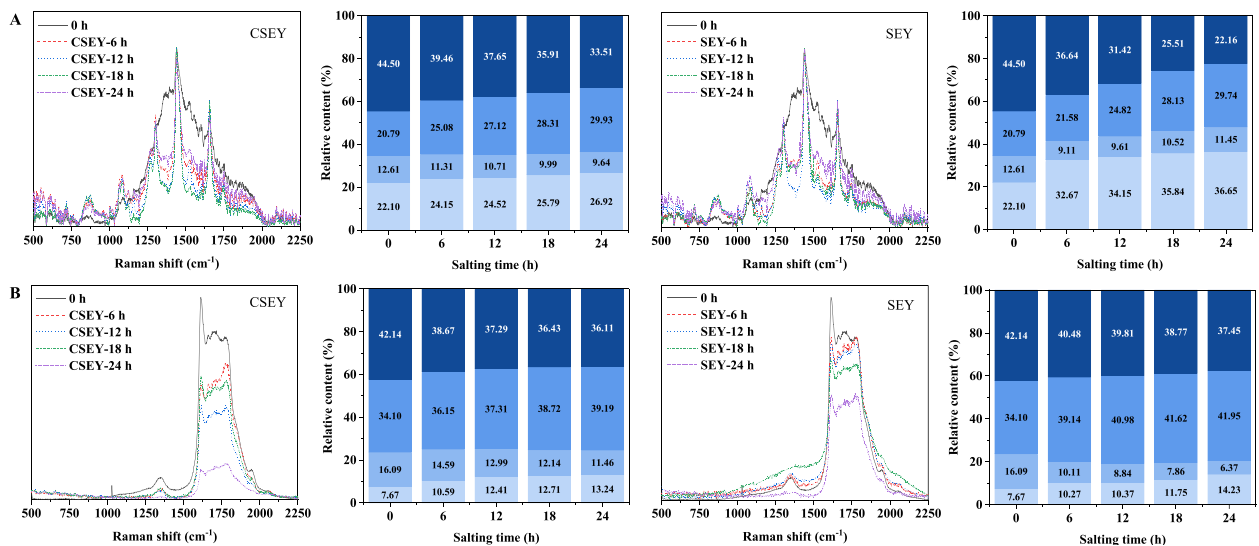 A
CSEY
0 h
CSEY-6 h
CSEY-12 h
CSEY-18 h
CSEY-24 h
500 750 1000 1250 1500 1750 2000 2250
Raman shift (cm-1)
Relative content (%)
100
80
60
40
20
0
44.50 39.46 37.65 35.91 33.51
20.79 25.08 27.12 28.31 29.93
12.61 11.31 10.71 9.99 9.64
22.10 24.15 24.52 25.79 26.92
0 6 12 18 24
Salting time (h)
SEY
0 h
SEY-6 h
SEY-12 h
SEY-18 h
SEY-24 h
500 750 1000 1250 1500 1750 2000 2250
Raman shift (cm-1)
Relative content (%)
100
80
60
40
20
0
44.50 36.64 31.42 25.51 22.16
20.79 21.58 24.82 28.13 29.74
12.61 9.11 9.61 10.52 11.45
22.10 32.67 34.15 35.84 36.65
0 6 12 18 24
Salting time (h)
B
CSEY
0 h
CSEY-6 h
CSEY-12 h
CSEY-18 h
CSEY-24 h
500 750 1000 1250 1500 1750 2000 2250
Raman shift (cm-1)
Relative content (%)
100
80
60
40
20
0
42.14 38.67 37.29 36.43 36.11
34.10 36.15 37.31 38.72 39.19
16.09 14.59 12.99 12.14 11.46
7.67 10.59 12.41 12.71 13.24
0 6 12 18 24
Salting time (h)
SEY
0 h
SEY-6 h
SEY-12 h
SEY-18 h
SEY-24 h
500 750 1000 1250 1500 1750 2000 2250
Raman shift (cm-1)
Relative content (%)
100
80
60
40
20
0
42.14 40.48 39.81 38.77 37.45
34.10 39.14 40.98 41.62 41.95
16.09 10.11 8.84 7.86 6.37
7.67 10.27 10.37 11.75 14.23
0 6 12 18 24
Salting time (h)